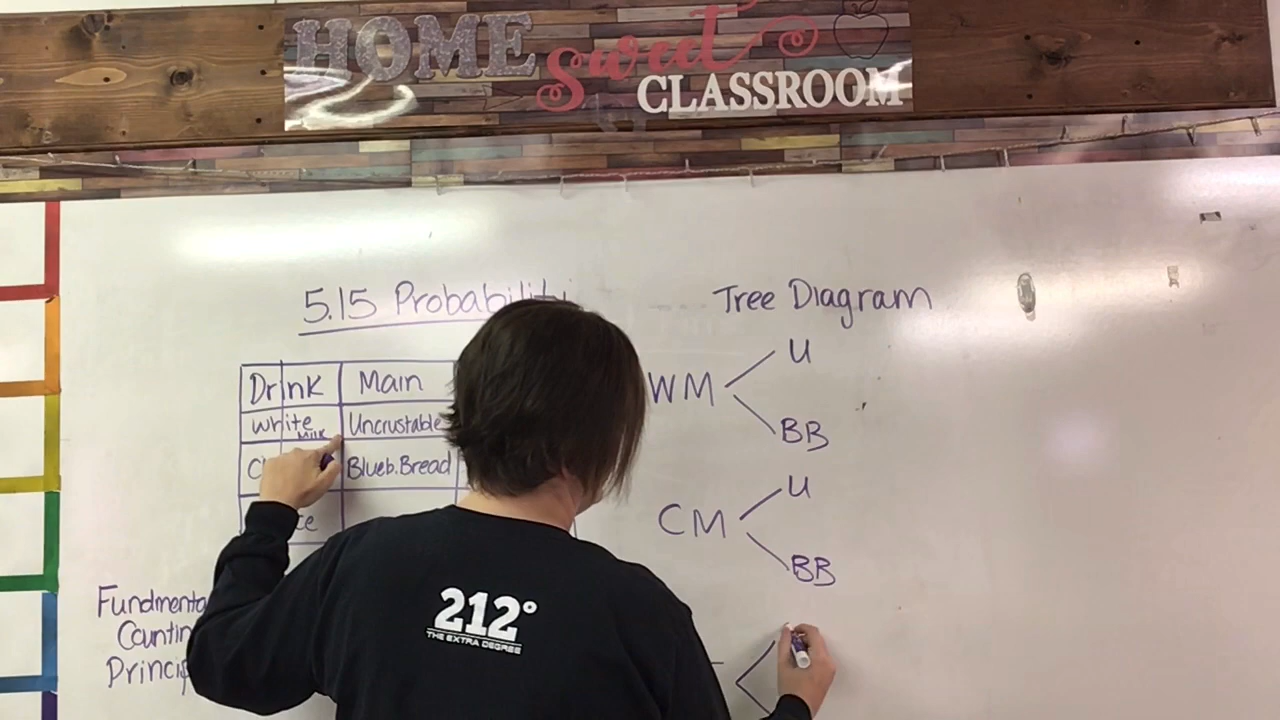 HOME Sweet CLASSROOM
5.15 Probability
Tree Diagram
Drink Main
White Milk Uncrustable
Blueb. Bread
WM U
BB
CM U
BB
Fundmenta
Countin
Princip
212°
THE EXTRA DEGREE